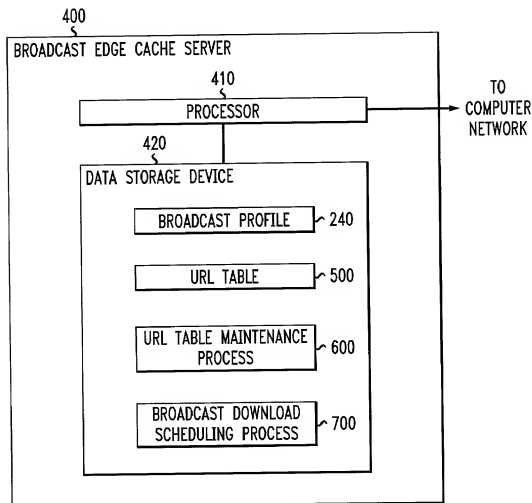 400
BROADCAST EDGE CACHE SERVER
410
PROCESSOR
TO
COMPUTER
NETWORK
420
DATA STORAGE DEVICE
BROADCAST PROFILE
240
URL TABLE
500
URL TABLE MAINTENANCE
PROCESS
600
BROADCAST DOWNLOAD
SCHEDULING PROCESS
700